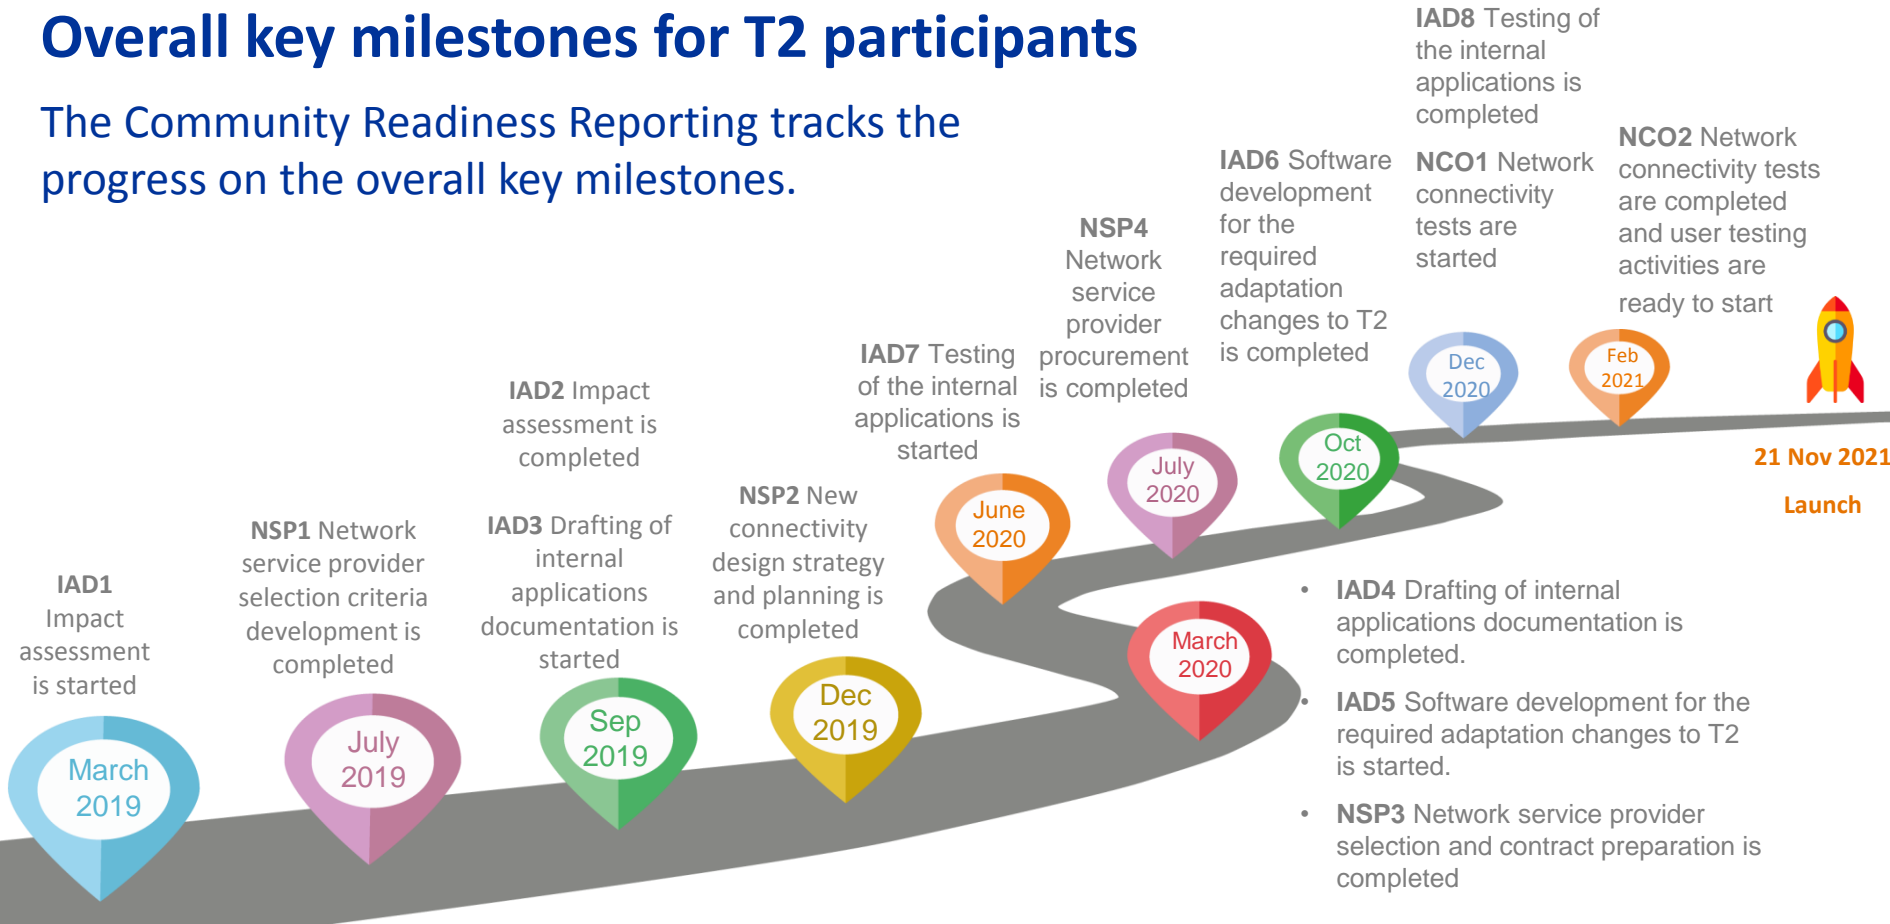 Overall key milestones for T2 participants
The Community Readiness Reporting tracks the
progress on the overall key milestones.
IAD1
Impact
assessment
is started
March
2019
NSP1 Network
service provider
selection criteria
development is
completed
July
2019
IAD2 Impact
assessment is
completed
IAD3 Drafting of
internal
applications
documentation is
started
Sep
2019
NSP2 New
connectivity
design strategy
and planning is
completed
Dec
2019
March
2020
• IAD4 Drafting of internal
applications documentation is
completed.
• IAD5 Software development for the
required adaptation changes to T2
is started.
• NSP3 Network service provider
selection and contract preparation is
completed
IAD7 Testing
of the internal
applications is
started
June
2020
NSP4
Network
service
provider
procurement
is completed
July
2020
IAD6 Software
development
for the
required
adaptation
changes to T2
is completed
Oct
2020
IAD8 Testing of
the internal
applications is
completed
NCO1 Network
connectivity
tests are
started
Dec
2020
NCO2 Network
connectivity tests
are completed
and user testing
activities are
ready to start
Feb
2021
21 Nov 2021
Launch